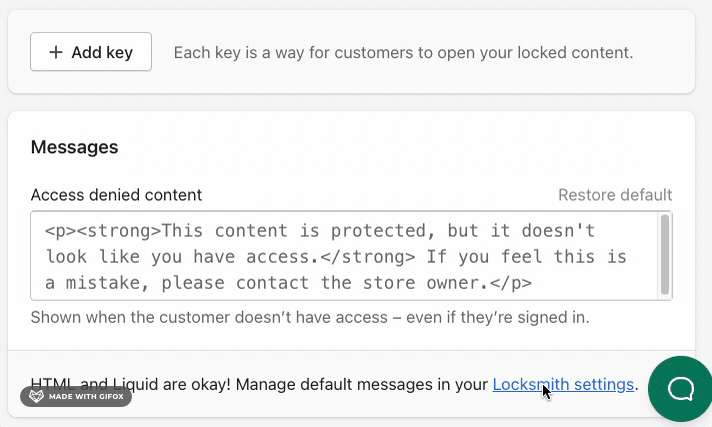 + Add key
Each key is a way for customers to open your locked content.
Messages
Access denied content
Restore default
<p><strong>This content is protected, but it doesn't
look like you have access.</strong> If you feel this is
a mistake, please contact the store owner.</p>
Shown when the customer doesn’t have access – even if they’re signed in.
HTML and Liquid are okay! Manage default messages in your Locksmith settings.
MADE WITH GIFOX